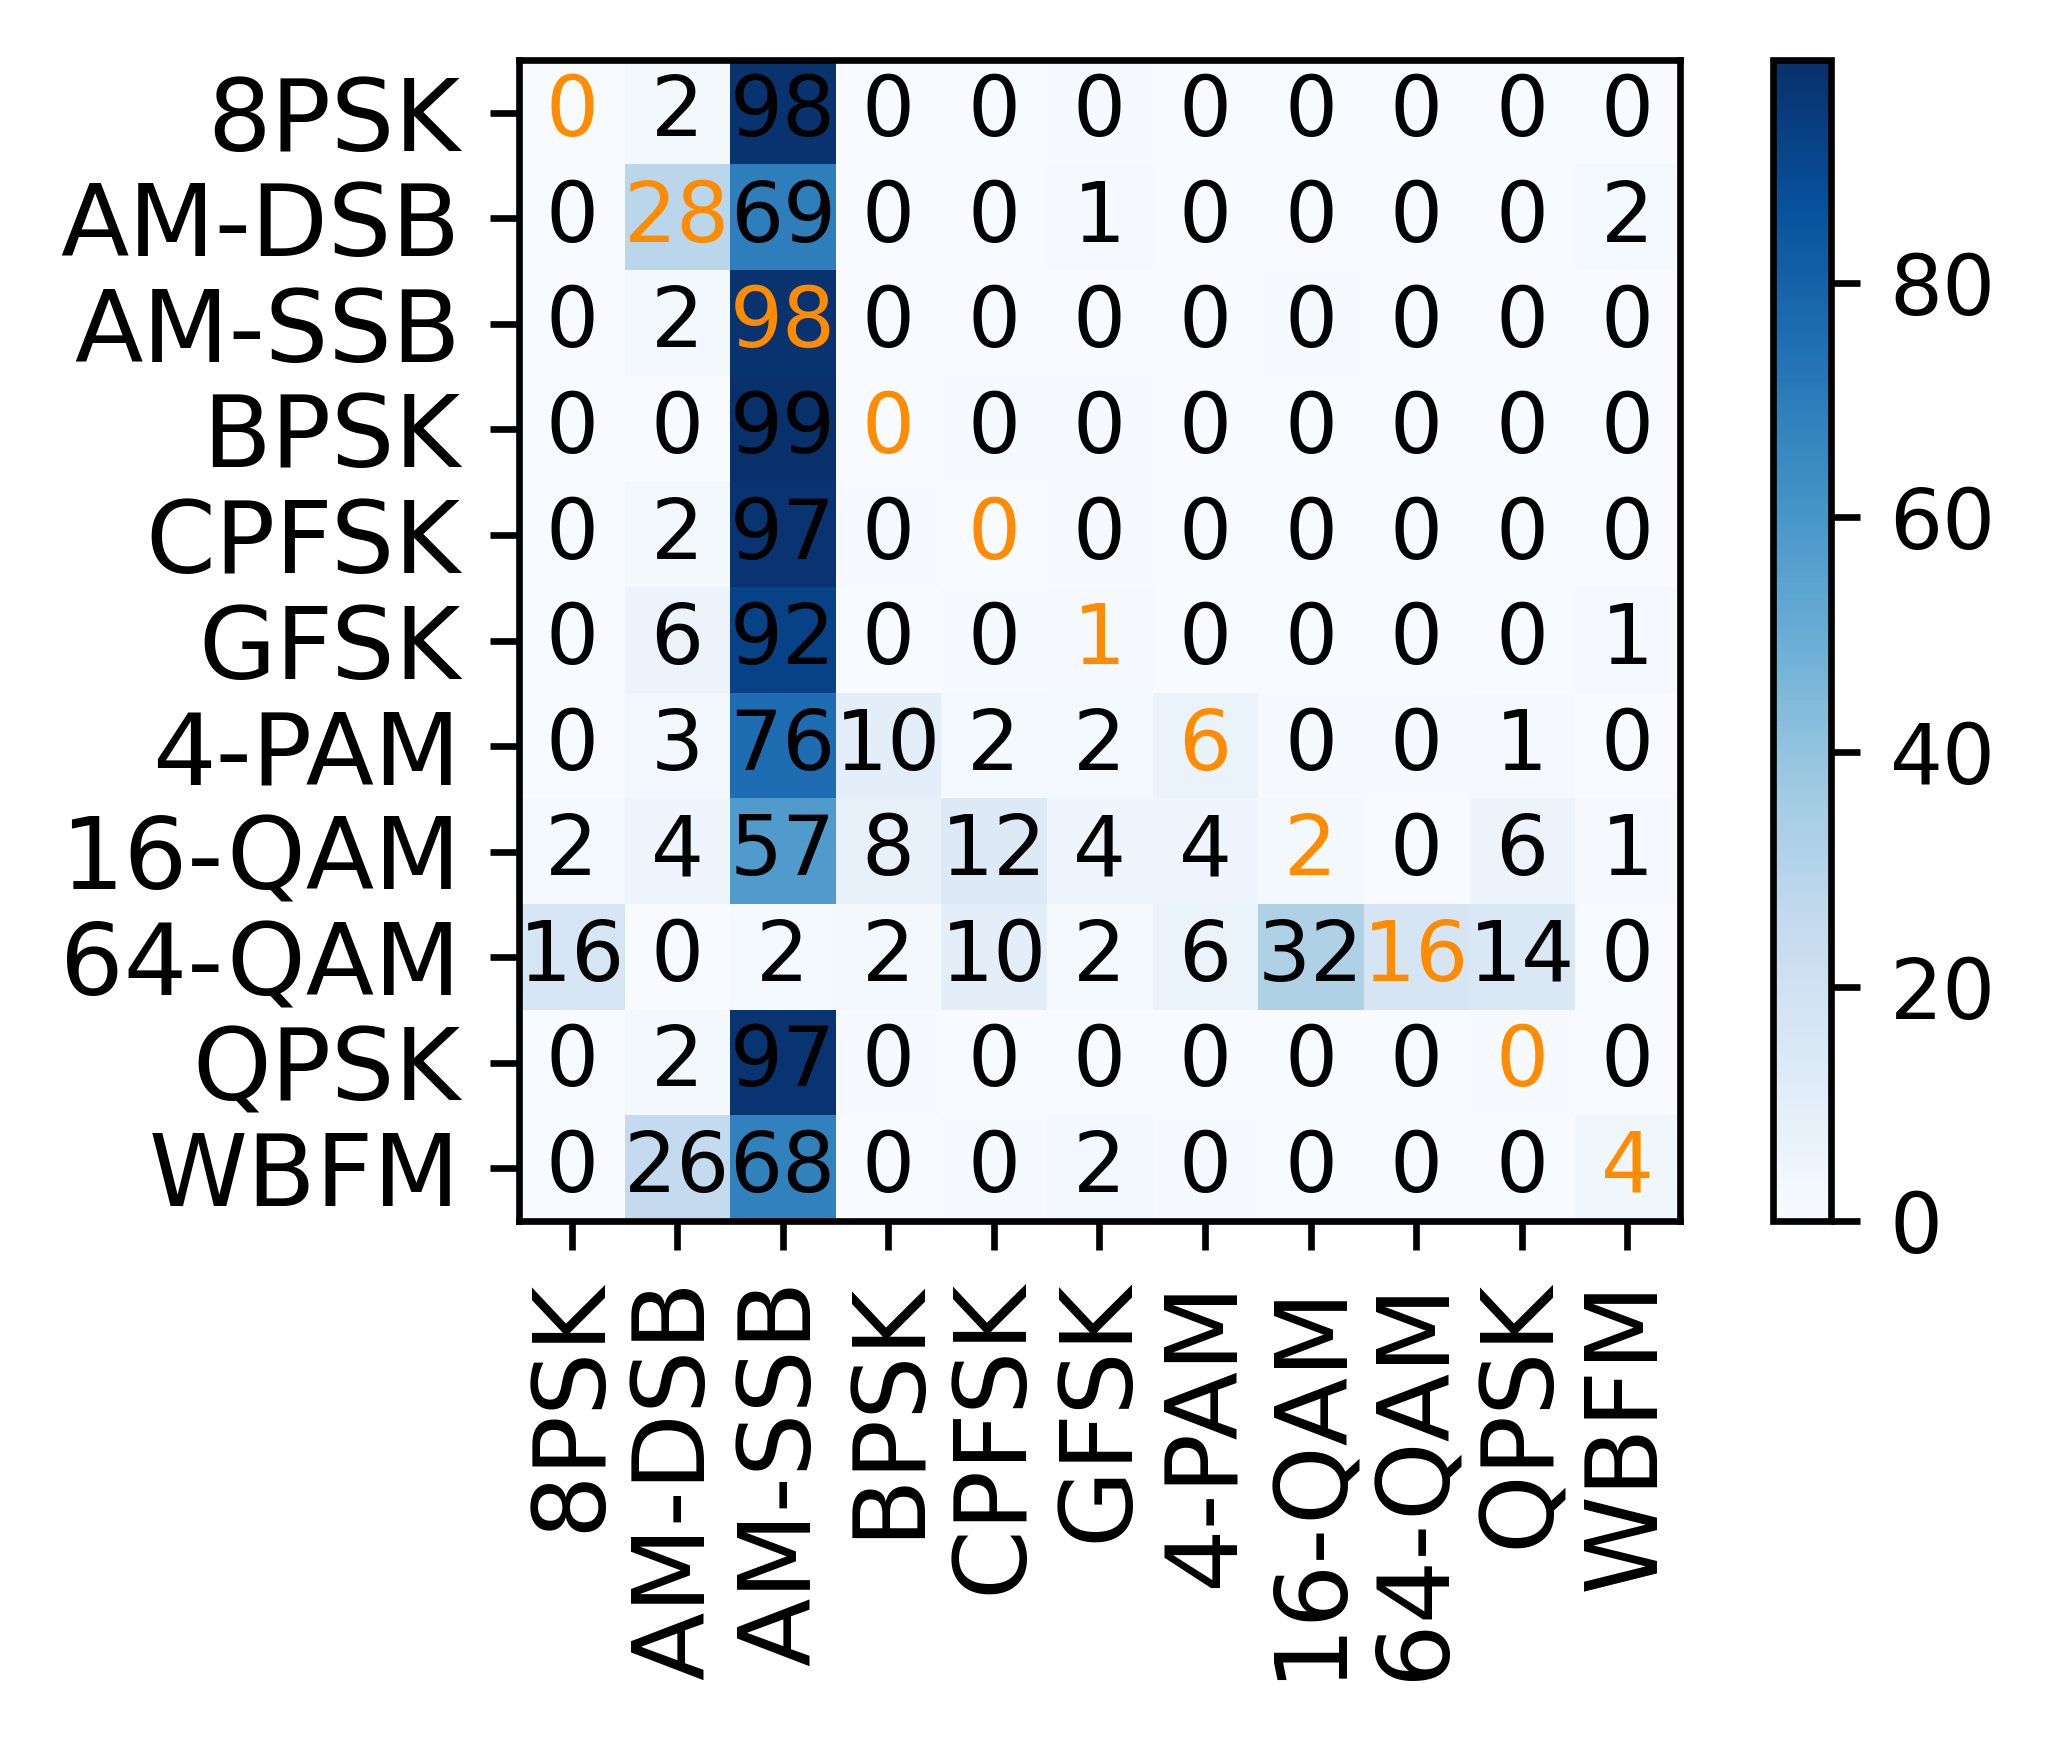 8PSK 0 2 98 0 0 0 0 0 0 0 0
AM-DSB 0 28 69 0 0 1 0 0 0 0 2
AM-SSB 0 2 98 0 0 0 0 0 0 0 0
BPSK 0 0 99 0 0 0 0 0 0 0 0
CPFSK 0 2 97 0 0 0 0 0 0 0 0
GFSK 0 6 92 0 0 1 0 0 0 0 1
4-PAM 0 3 76 10 2 2 6 0 0 1 0
16-QAM 2 4 57 8 12 4 4 2 0 6 1
64-QAM 16 0 2 2 10 2 6 32 16 14 0
QPSK 0 2 97 0 0 0 0 0 0 0 0
WBFM 0 26 68 0 0 2 0 0 0 0 4
8PSK
AM-DSB
AM-SSB
BPSK
CPFSK
GFSK
4-PAM
16-QAM
64-QAM
QPSK
WBFM
80
60
40
20
0